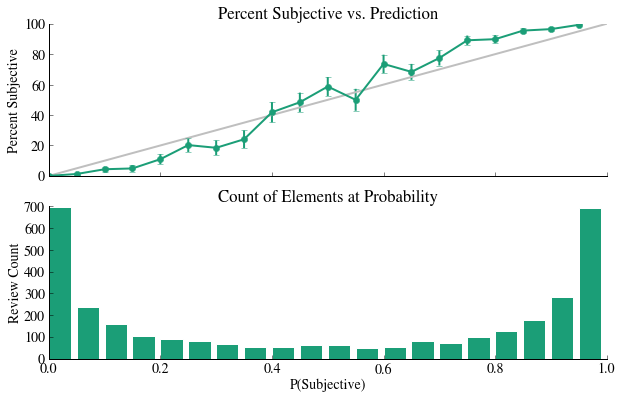 Percent Subjective vs. Prediction
100
80
60
40
20
0
Percent Subjective
Count of Elements at Probability
700
600
500
400
300
200
100
0
Review Count
0.0 0.2 0.4 0.6 0.8 1.0
P(Subjective)